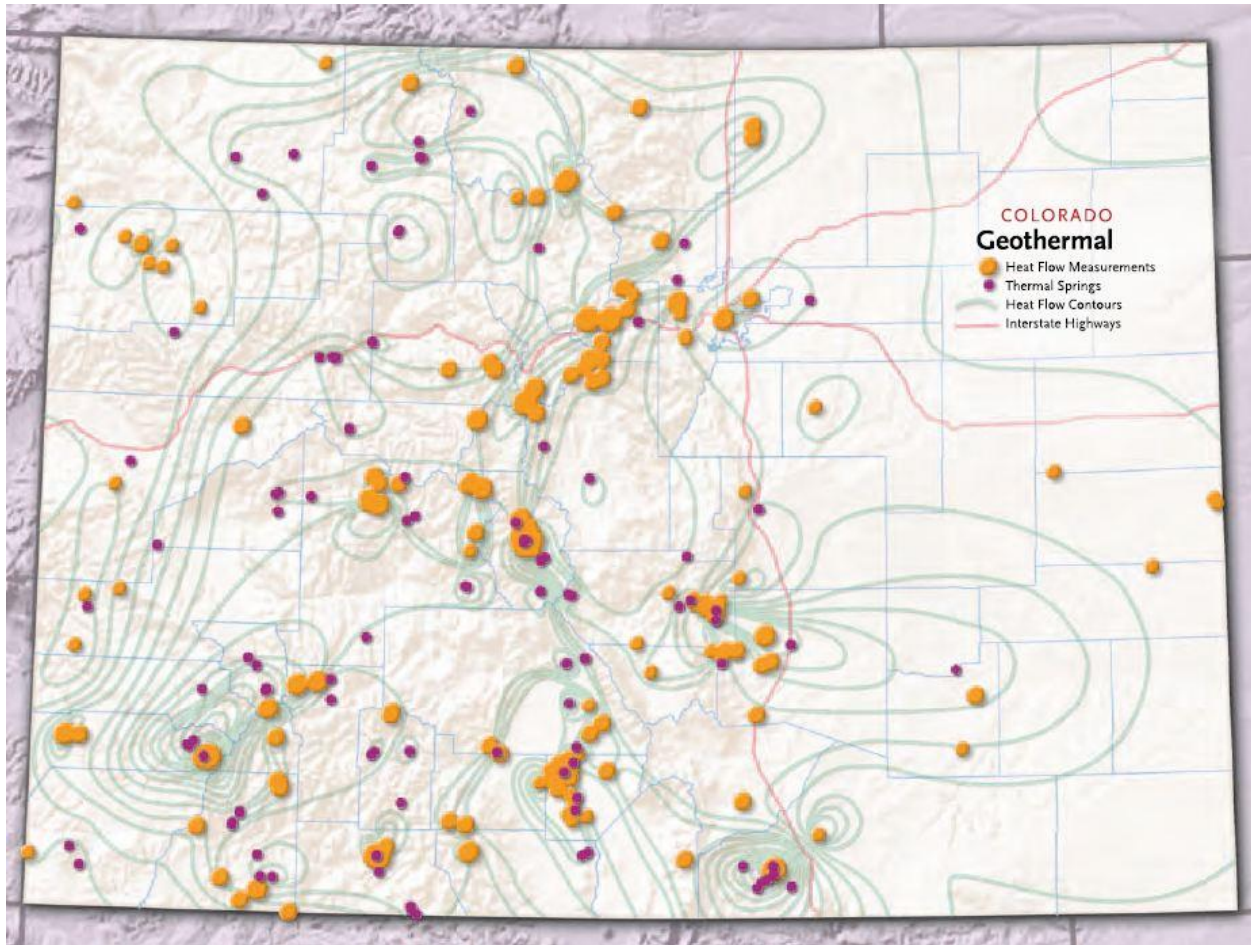 COLORADO
Geothermal
Heat Flow Measurements
Thermal Springs
Heat Flow Contours
Interstate Highways